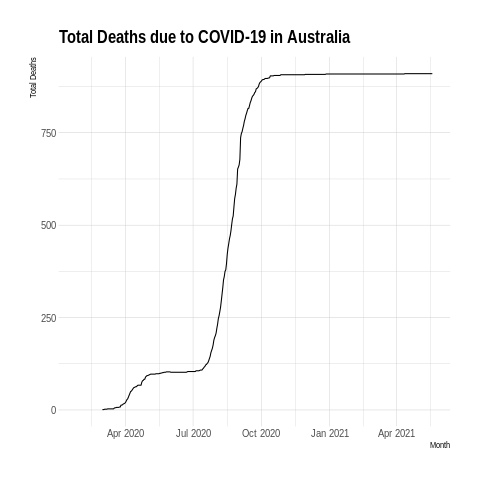 Total Deaths due to COVID-19 in Australia
Total Deaths
750
500
250
0
Apr 2020 Jul 2020 Oct 2020 Jan 2021 Apr 2021
Month